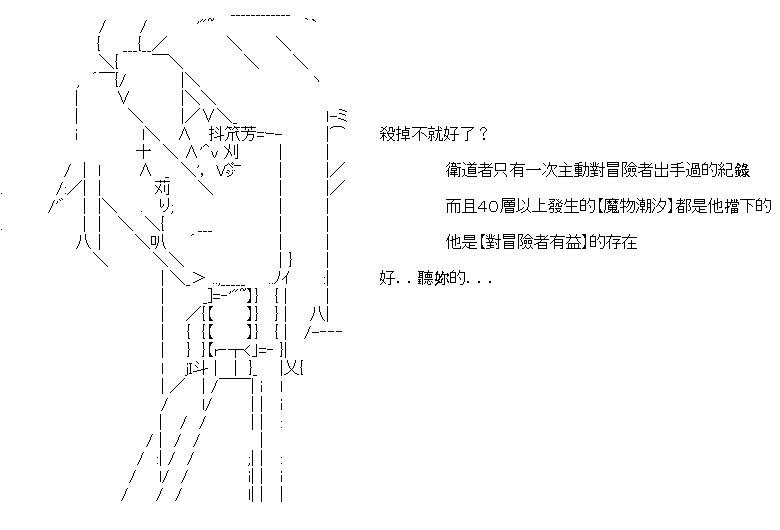 殺掉不就好了？
衛道者只有一次主動對冒險者出手過的紀錄
而且40層以上發生的【魔物潮汐】都是他擋下的
他是【對冒險者有益】的存在
好..聽妳的...